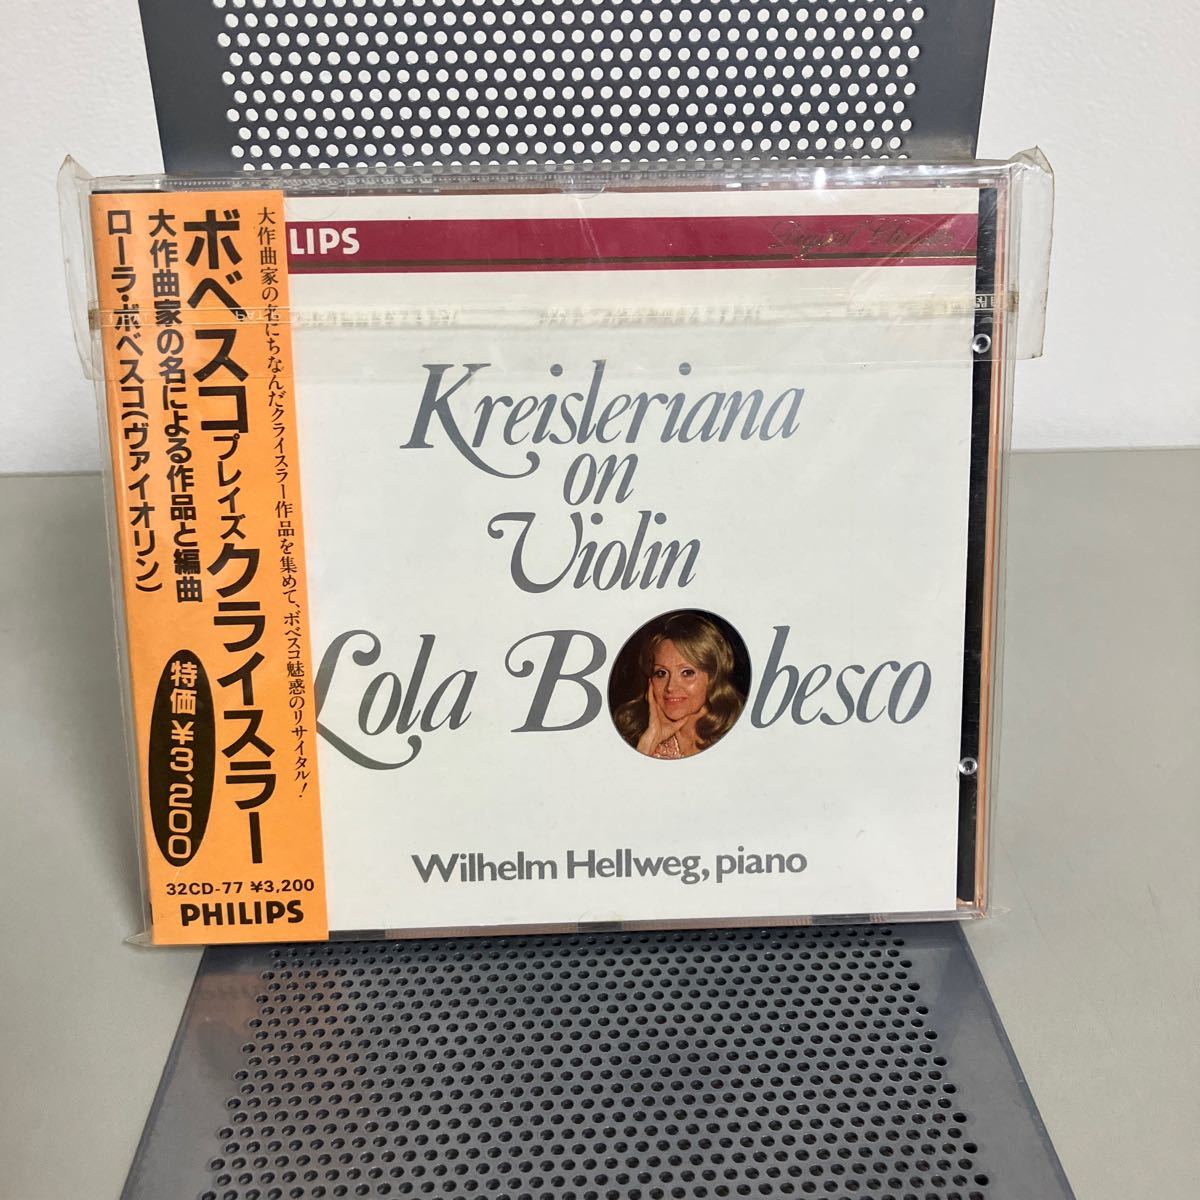 大作曲家の名にちなんだクライスラー作品を集めて、ボベスコ魅惑のリサイタル!
ボベスコプレイズクライスラー
大作曲家の名による作品と編曲
ローラ・ボベスコ(ヴァイオリン)
特価¥3,200
32CD-77 ¥3,200
PHILIPS
LIPS
Digital Classics
Kreisleriana
on
Violin
Lola Bobesco
Wilhelm Hellweg, piano